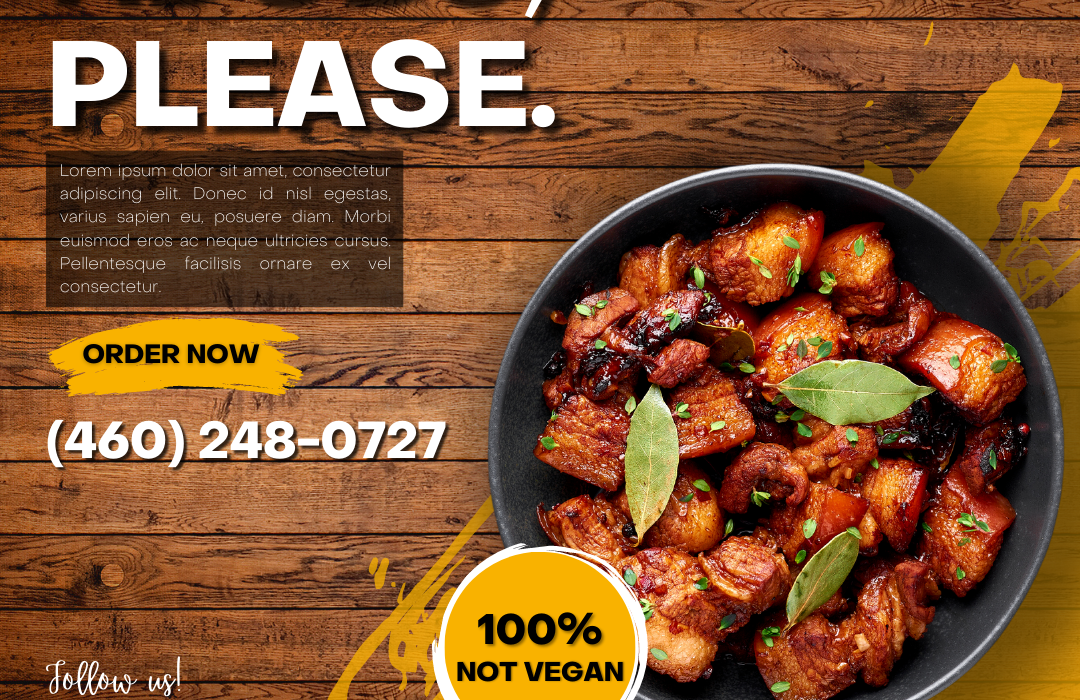 PLEASE.
Lorem ipsum dolor sit amet, consectetur
adipiscing elit. Donec id nisl egestas,
varius sapien eu, posuere diam. Morbi
euismod eros ac neque ultricies cursus.
Pellentesque facilisis ornare ex vel
consectetur.
ORDER NOW
(460) 248-0727
100%
NOT VEGAN
Follow us!